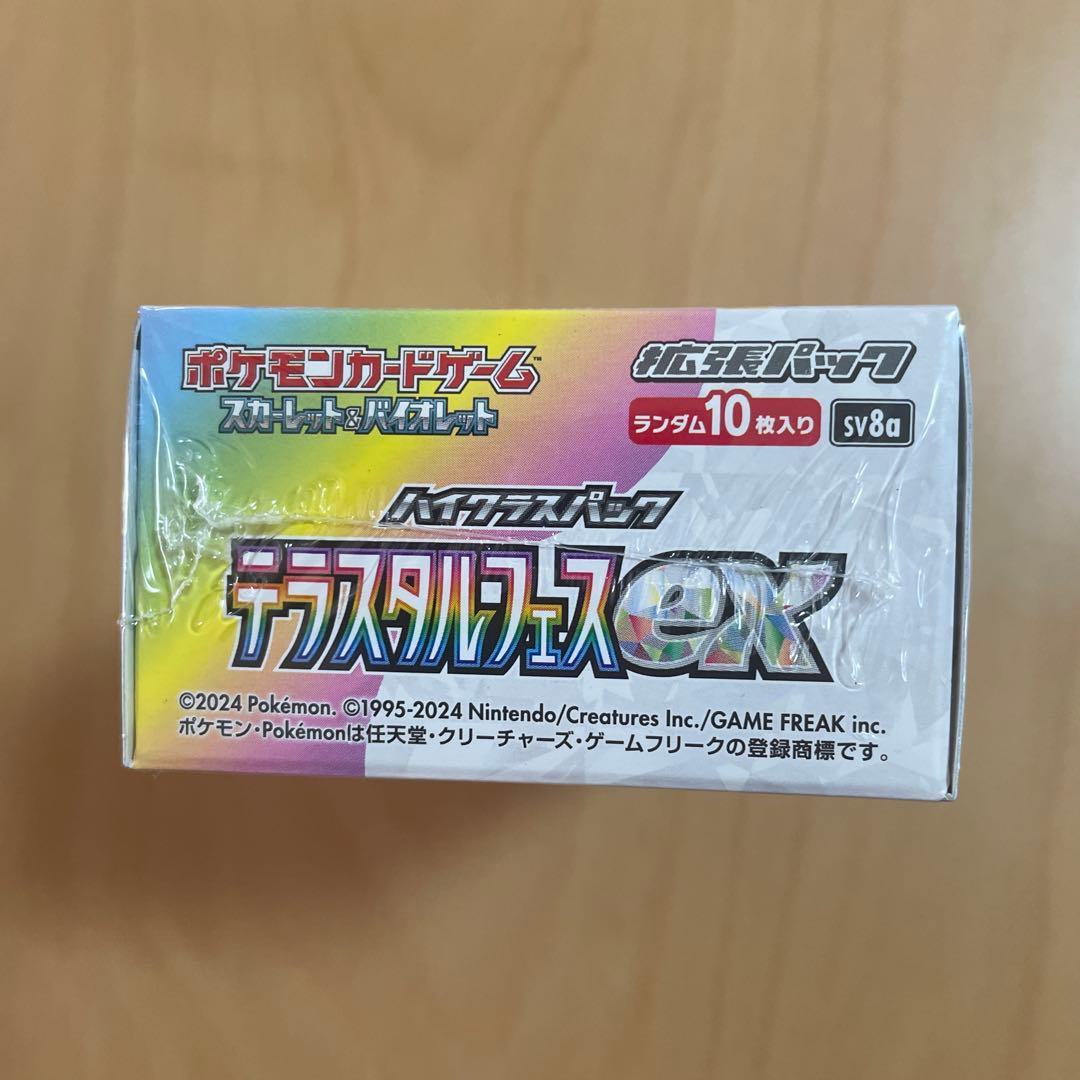 ポケモンカードゲーム™
スカーレット&バイオレット
拡張パック
ランダム10枚入り
SV8a
ハイクラスパック
テラスタルフェスex
©2024 Pokémon. ©1995-2024 Nintendo/Creatures Inc./GAME FREAK inc.
ポケモン・Pokémonは任天堂・クリーチャーズ・ゲームフリークの登録商標です。